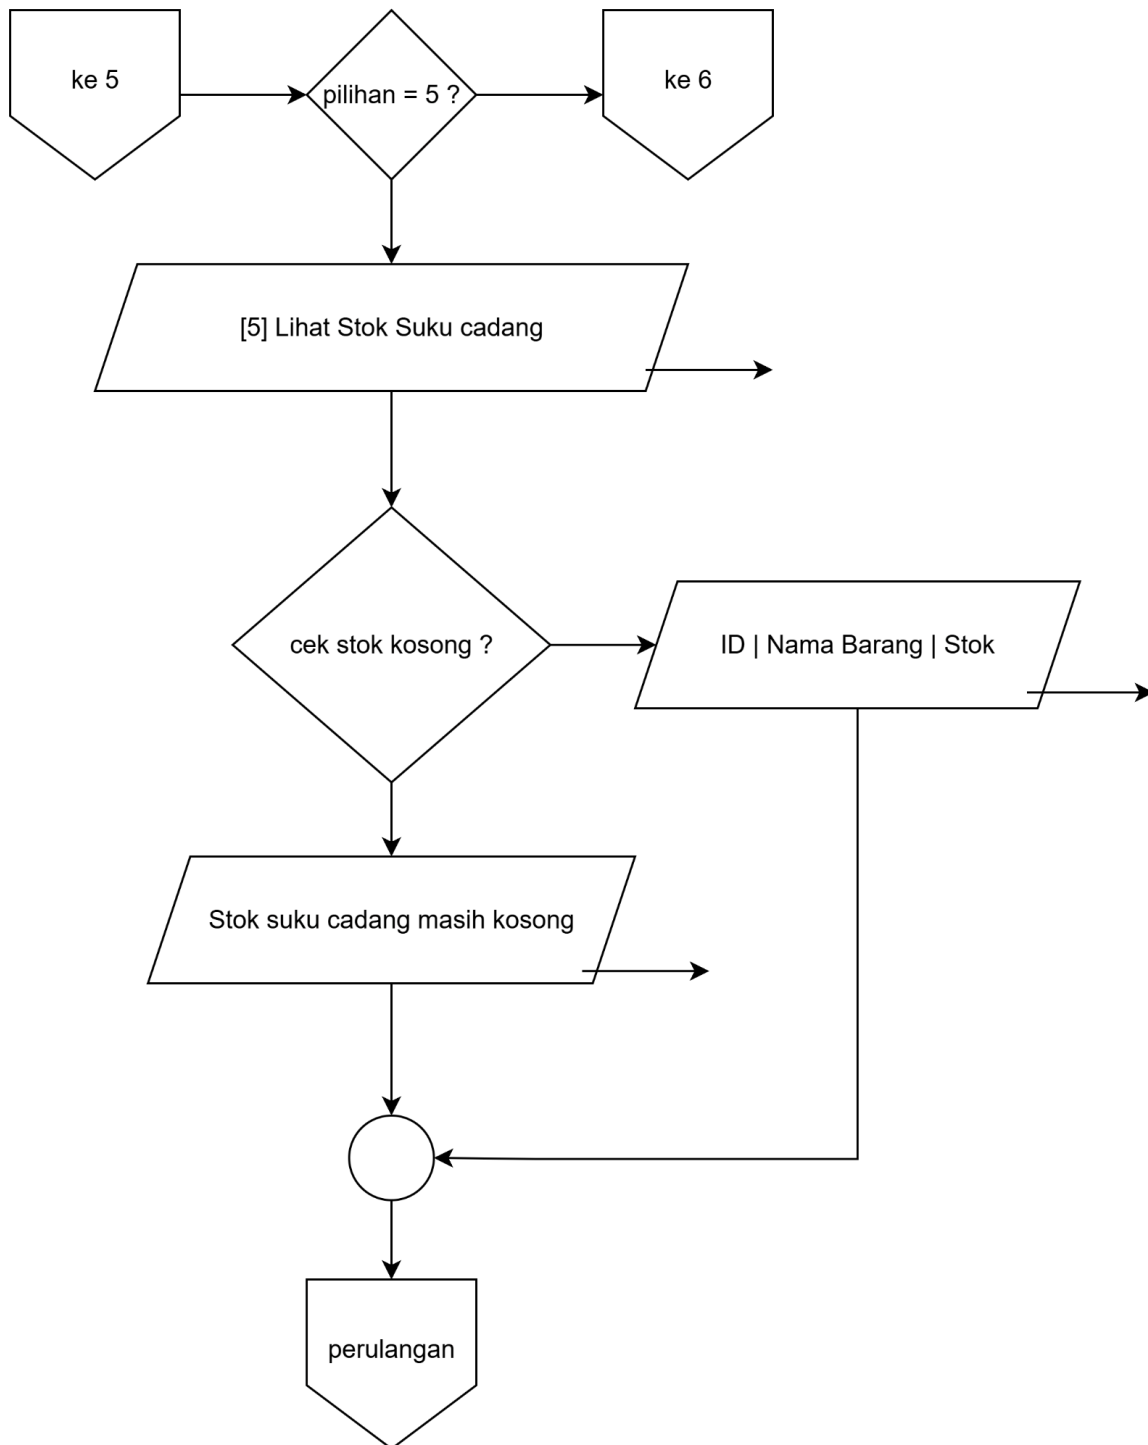 ke 5
pilihan = 5 ?
ke 6
[5] Lihat Stok Suku cadang
cek stok kosong ?
ID | Nama Barang | Stok
Stok suku cadang masih kosong
perulangan